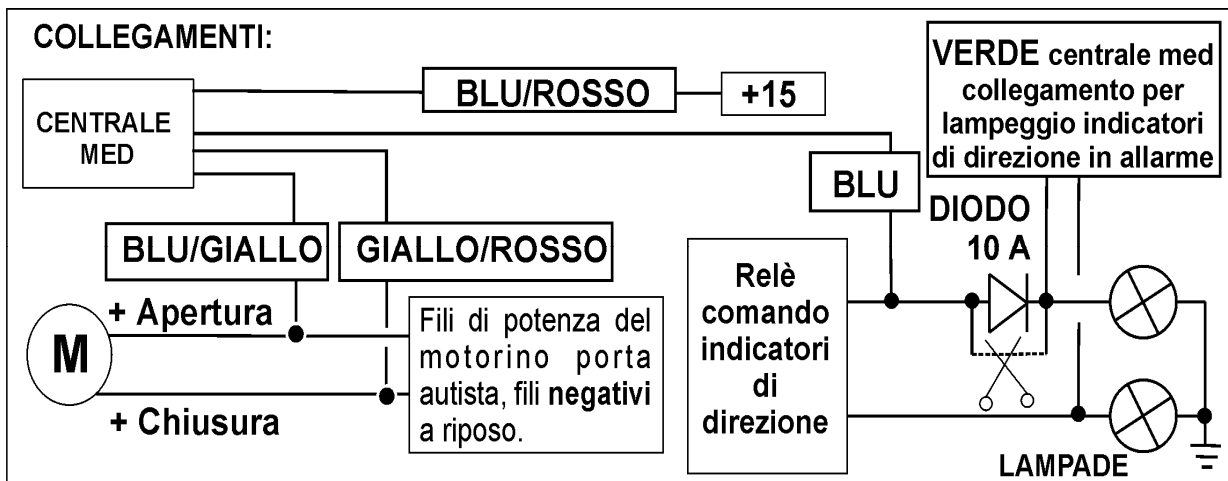 COLLEGAMENTI:
CENTRALE
MED
BLU/ROSSO
+15
VERDE centrale med
collegamento per
lampeggio indicatori
di direzione in allarme
BLU
DIODO
10 A
BLU/GIALLO
GIALLO/ROSSO
M
+ Apertura
+ Chiusura
Fili di potenza del
motorino porta
autista, fili negativi
a riposo.
Relè
comando
indicatori
di
direzione
LAMPADE